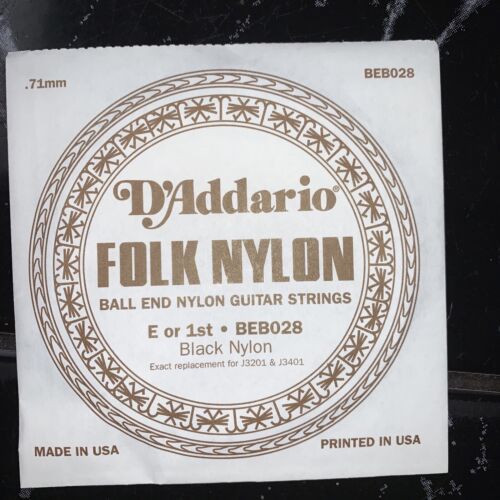 .71mm
BEB028
D'Addario®
FOLK NYLON
BALL END NYLON GUITAR STRINGS
E or 1st • BEB028
Black Nylon
Exact replacement for J3201 & J3401
MADE IN USA
PRINTED IN USA